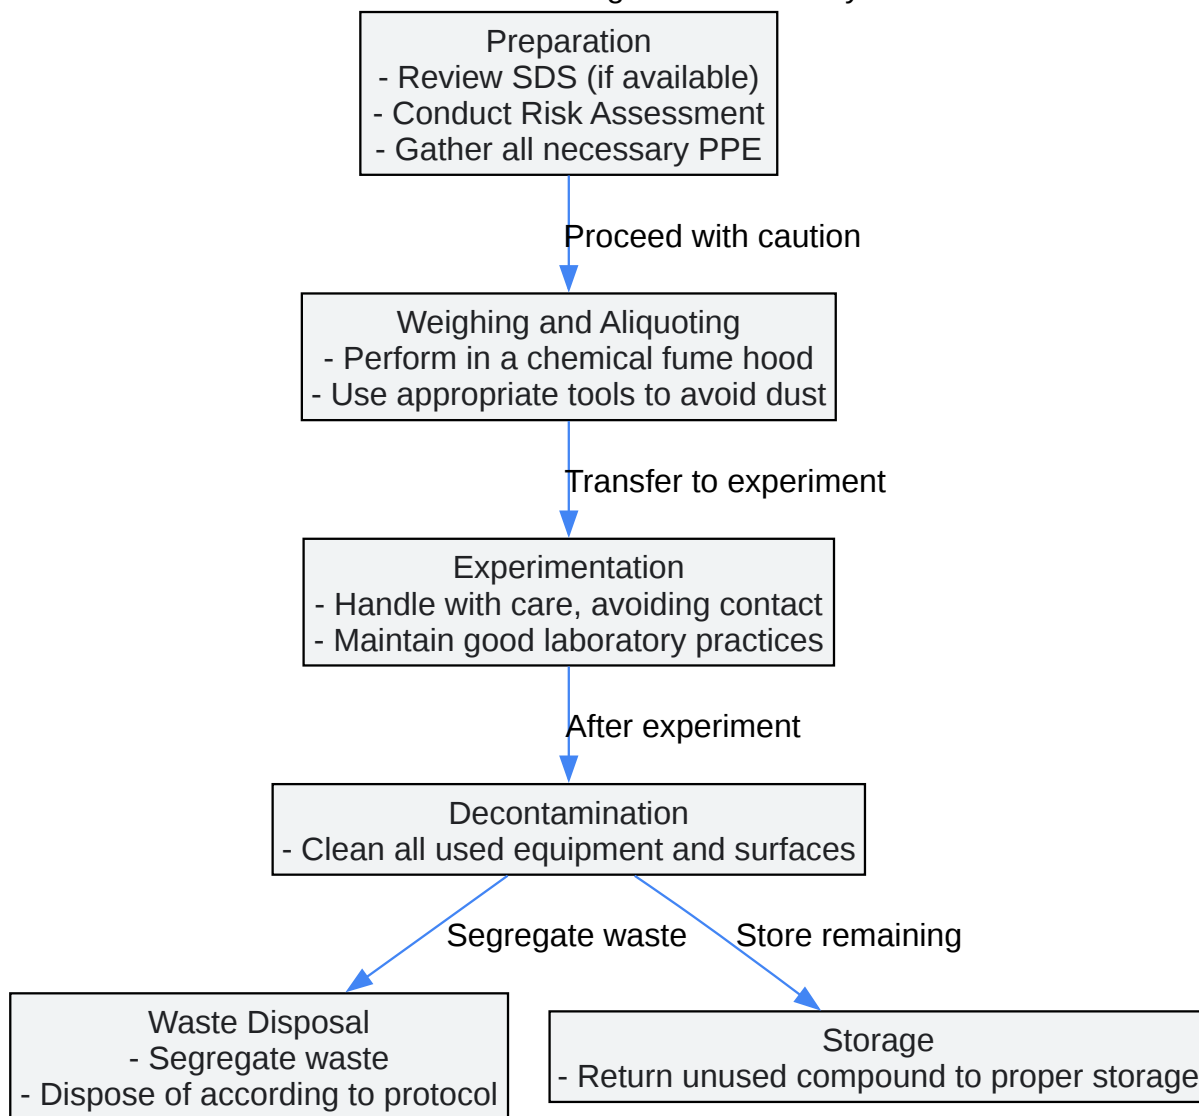 Preparation
- Review SDS (if available)
- Conduct Risk Assessment
- Gather all necessary PPE
Proceed with caution
Weighing and Aliquoting
- Perform in a chemical fume hood
- Use appropriate tools to avoid dust
Transfer to experiment
Experimentation
- Handle with care, avoiding contact
- Maintain good laboratory practices
After experiment
Decontamination
- Clean all used equipment and surfaces
Segregate waste
Store remaining
Waste Disposal
- Segregate waste
- Dispose of according to protocol
Storage
- Return unused compound to proper storage